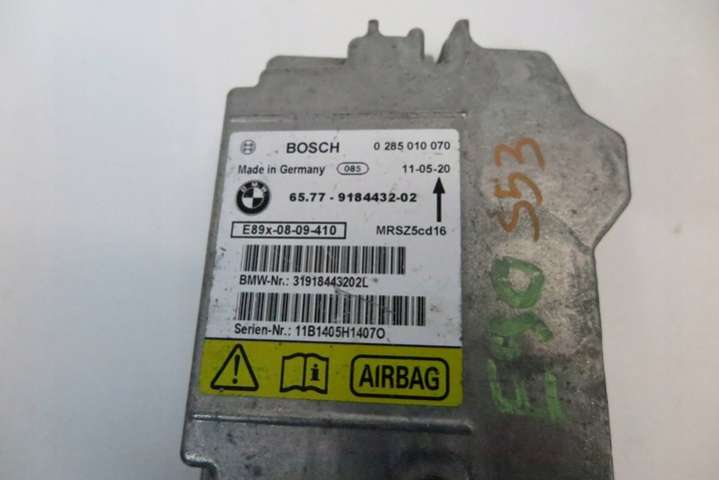 BOSCH 0 285 010 070
Made in Germany 085 11-05-20
BMW 65.77 - 9184432-02
E89x-08-09-410 MRSZ5cd16
BMW-Nr.: 31918443202L
Serien-Nr.: 11B1405H1407O
AIRBAG
E90 S53